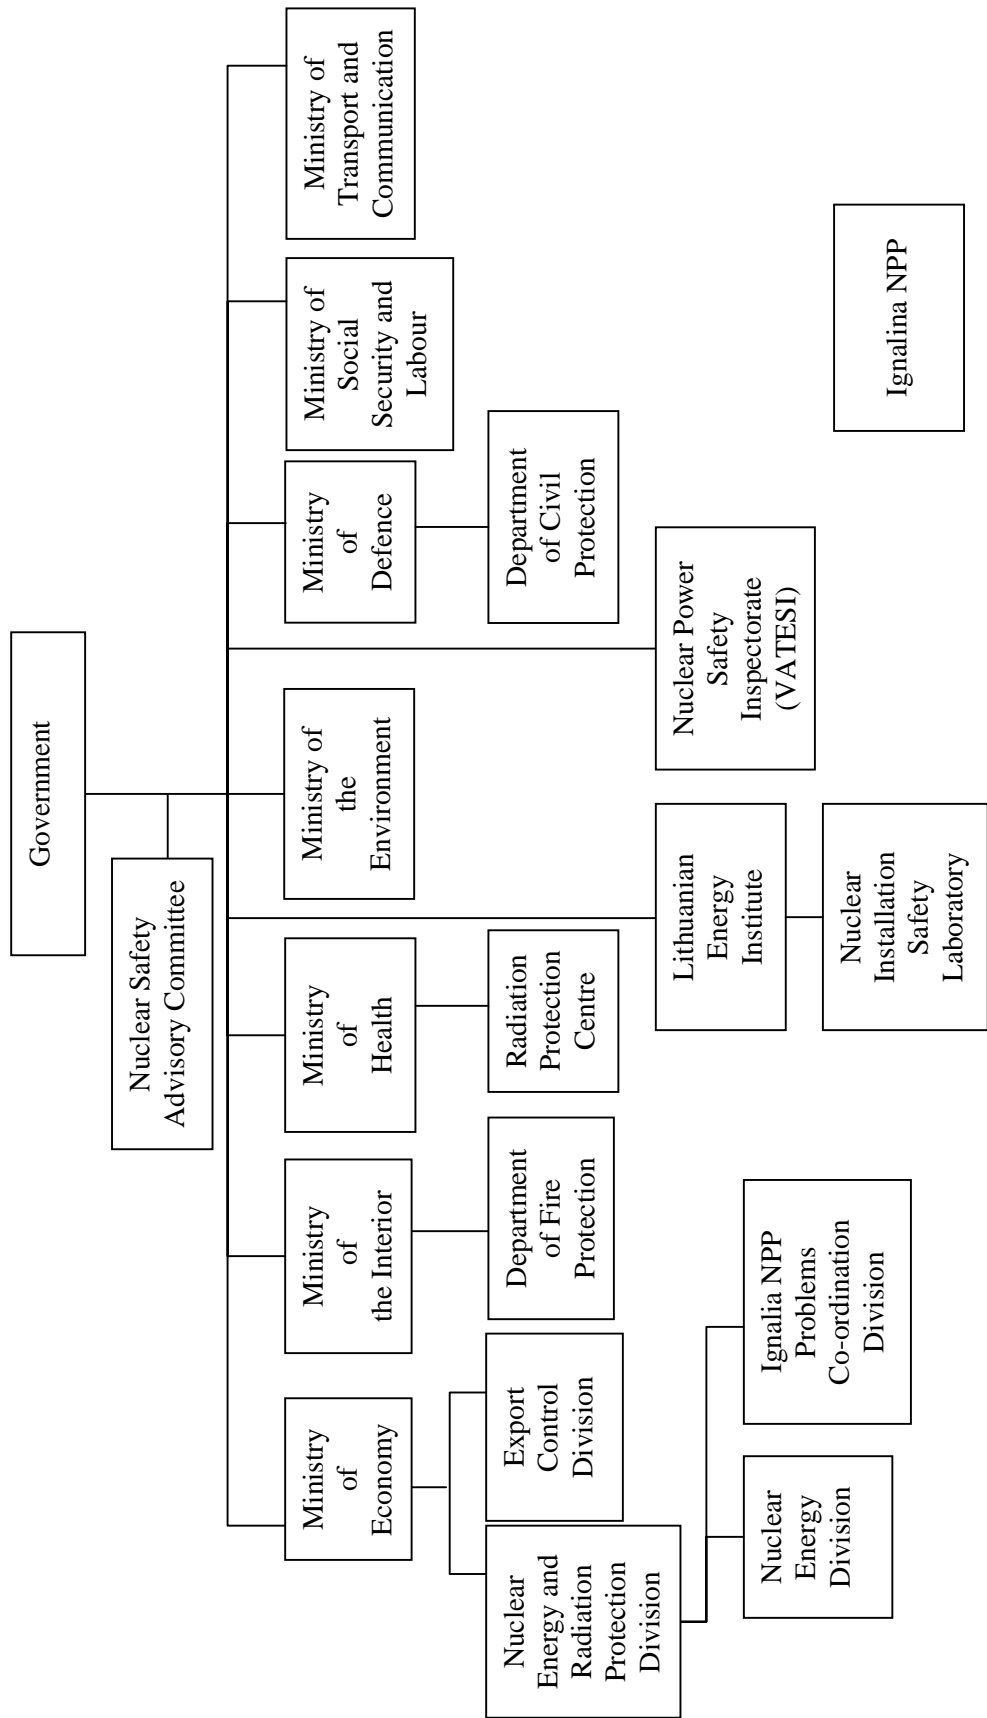 Government
Nuclear Safety
Advisory Committee
Ministry
of
Economy
Ministry
of
the Interior
Ministry
of
Health
Ministry of
the
Environment
Ministry
of
Defence
Ministry of
Social
Security and
Labour
Ministry of
Transport and
Communication
Nuclear
Energy and
Radiation
Protection
Division
Export
Control
Division
Department
of Fire
Protection
Radiation
Protection
Centre
Department
of Civil
Protection
Lithuanian
Energy
Institute
Nuclear Power
Safety
Inspectorate
(VATESI)
Nuclear
Energy
Division
Ignalia NPP
Problems
Co-ordination
Division
Nuclear
Installation
Safety
Laboratory
Ignalina NPP